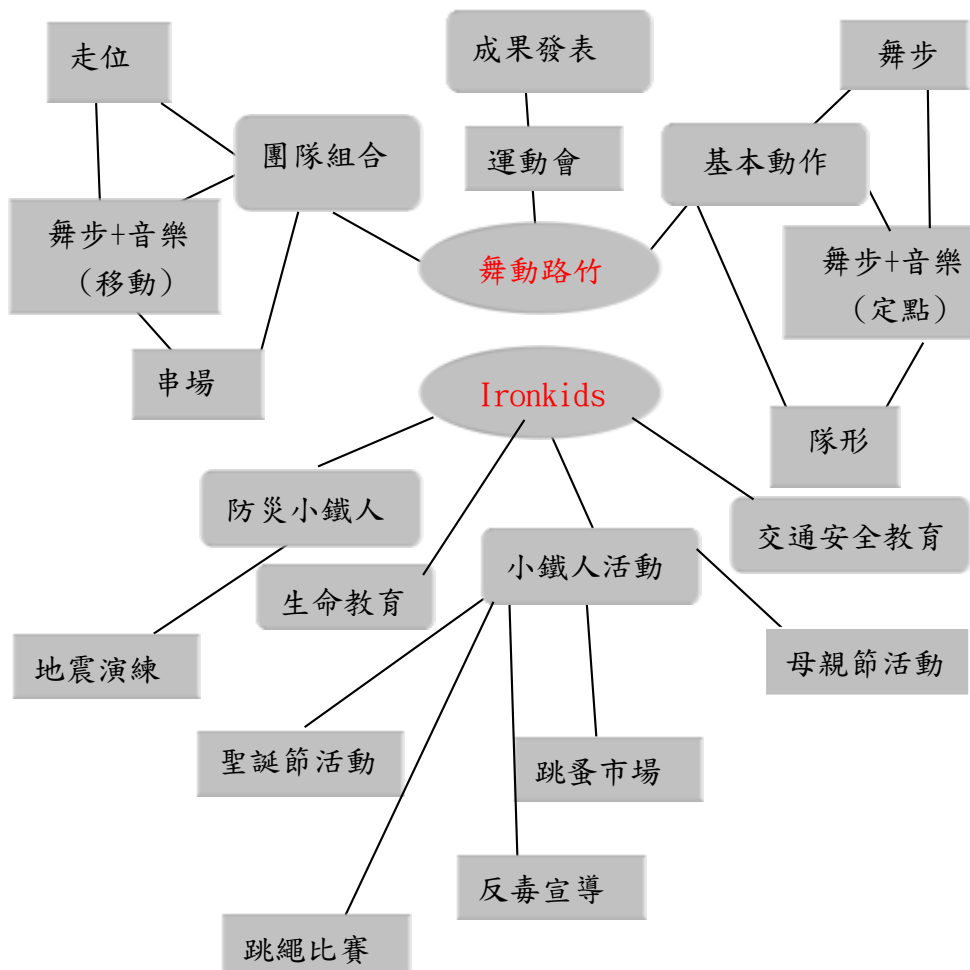 走位
成果發表
舞步
團隊組合
運動會
基本動作
舞步+音樂
（移動）
舞動路竹
舞步+音樂
（定點）
串場
Ironkids
隊形
防災小鐵人
交通安全教育
生命教育
小鐵人活動
地震演練
母親節活動
聖誕節活動
跳蚤市場
反毒宣導
跳繩比賽